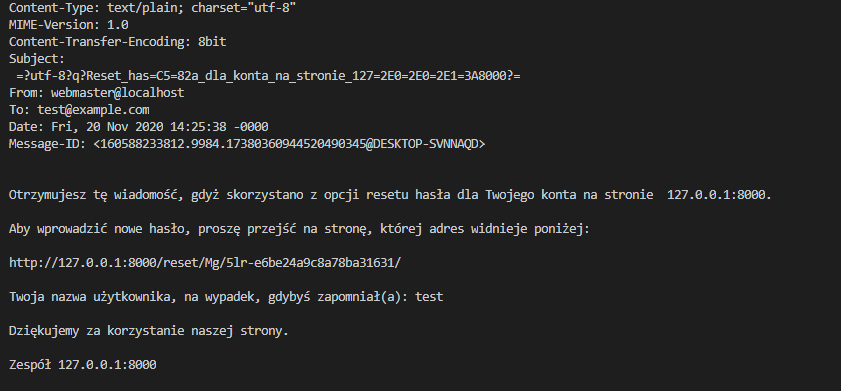 Content-Type: text/plain; charset="utf-8"
MIME-Version: 1.0
Content-Transfer-Encoding: 8bit
Subject:
=?utf-8?q?Reset_has=C5=82a_dla_konta_na_stronie_127=2E0=2E0=2E1=3A8000?=
From: webmaster@localhost
To: test@example.com
Date: Fri, 20 Nov 2020 14:25:38 -0000
Message-ID: <160588233812.9984.17380360944520490345@DESKTOP-SVNNAQD>
Otrzymujesz tę wiadomość, gdyż skorzystano z opcji resetu hasła dla Twojego konta na stronie  127.0.0.1:8000.
Aby wprowadzić nowe hasło, proszę przejść na stronę, której adres widnieje poniżej:
http://127.0.0.1:8000/reset/Mg/5lr-e6be24a9c8a78ba31631/
Twoja nazwa użytkownika, na wypadek, gdybyś zapomniał(a): test
Dziękujemy za korzystanie naszej strony.
Zespół 127.0.0.1:8000